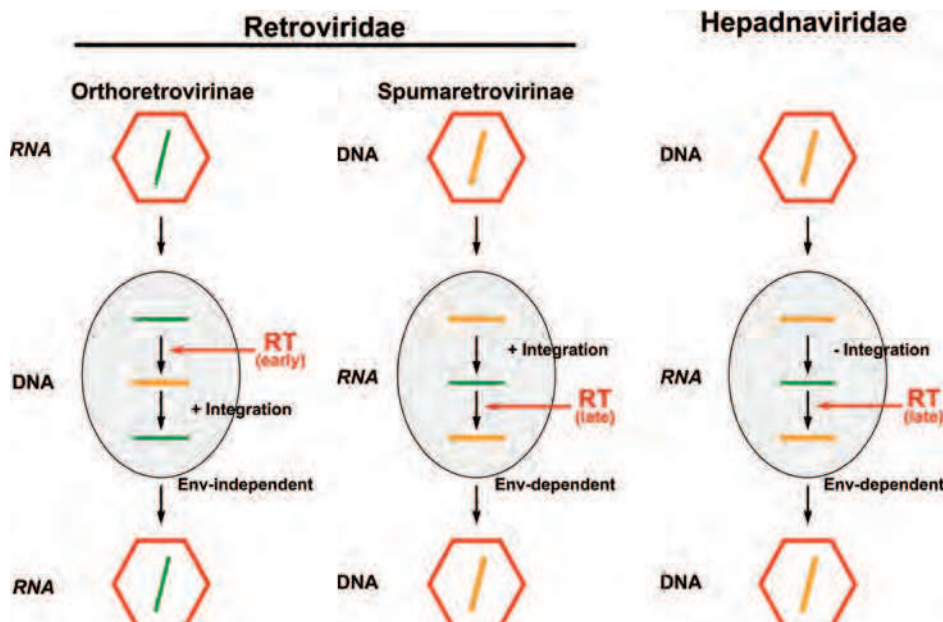 Retroviridae
Hepadnaviridae
Orthoretrovirinae
Spumaretrovirinae
RNA
DNA
DNA
RT
(early)
+ Integration
- Integration
DNA
RNA
RNA
+ Integration
RT
(late)
RT
(late)
Env-independent
Env-dependent
Env-dependent
RNA
DNA
DNA